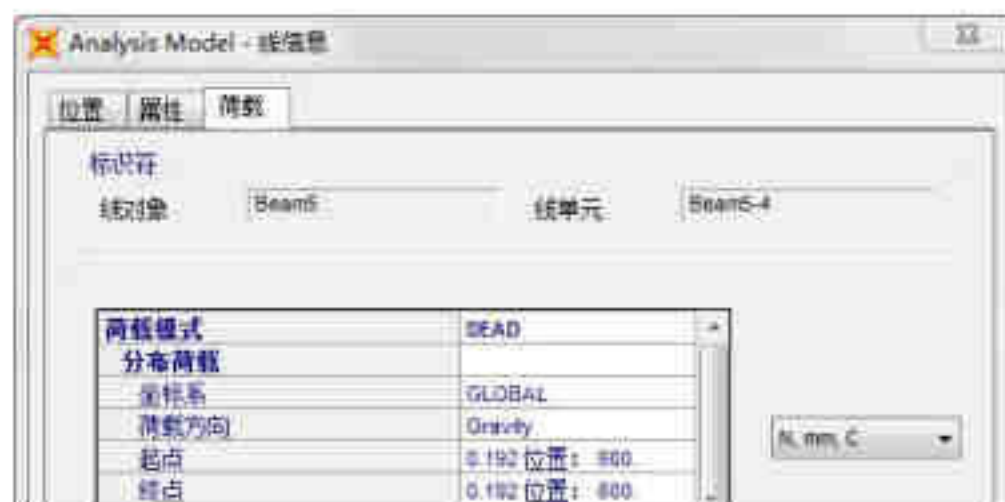 Analysis Model - 线信息
位置 属性 荷载
标识符
线对象 Beam5 线单元 Beam5-4
荷载模式 DEAD
分布荷载
坐标系 GLOBAL
荷载方向 Gravity
N, mm, C
起点 0.192 位置： 600
终点 0.192 位置： 600